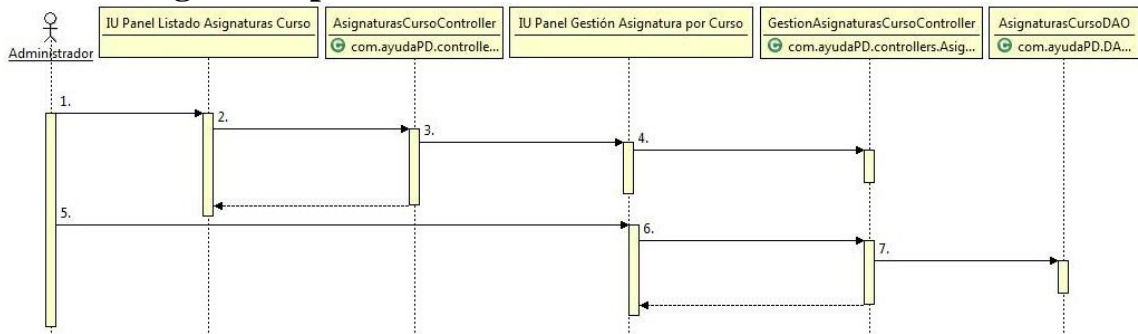 Administrador
IU Panel Listado Asignaturas Curso
AsignaturasCursoController
com.ayudaPD.controlle...
IU Panel Gestión Asignatura por Curso
GestionAsignaturasCursoController
com.ayudaPD.controllers.Asig...
AsignaturasCursoDAO
com.ayudaPD.DA...
1.
2.
3.
4.
5.
6.
7.